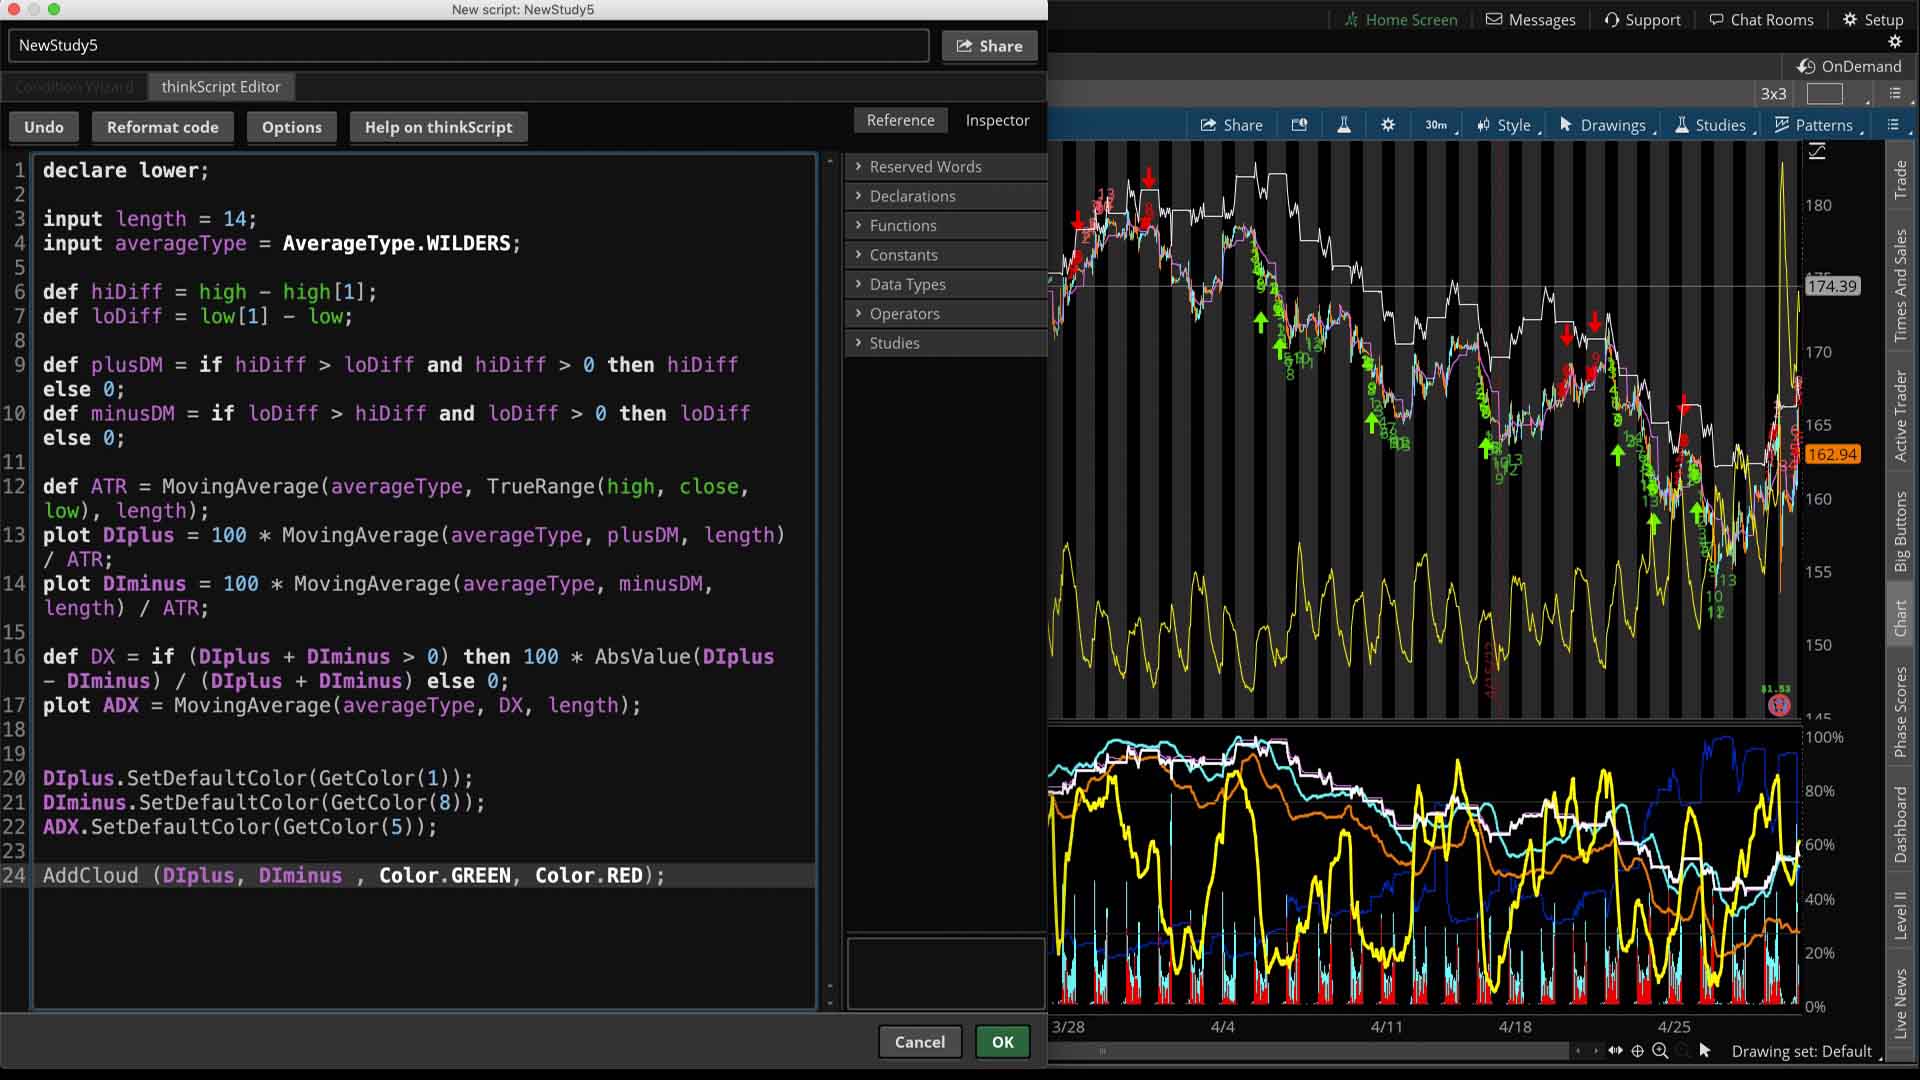 New script: NewStudy5
NewStudy5
Share
Condition Wizard
thinkScript Editor
Undo
Reformat code
Options
Help on thinkScript
Reference
Inspector
1 declare lower;
2
3 input length = 14;
4 input averageType = AverageType.WILDERS;
5
6 def hiDiff = high - high[1];
7 def loDiff = low[1] - low;
8
9 def plusDM = if hiDiff > loDiff and hiDiff > 0 then hiDiff
else 0;
10 def minusDM = if loDiff > hiDiff and loDiff > 0 then loDiff
else 0;
11
12 def ATR = MovingAverage(averageType, TrueRange(high, close,
low), length);
13 plot DIplus = 100 * MovingAverage(averageType, plusDM, length)
/ ATR;
14 plot DIminus = 100 * MovingAverage(averageType, minusDM,
length) / ATR;
15
16 def DX = if (DIplus + DIminus > 0) then 100 * AbsValue(DIplus
- DIminus) / (DIplus + DIminus) else 0;
17 plot ADX = MovingAverage(averageType, DX, length);
18
19
20 DIplus.SetDefaultColor(GetColor(1));
21 DIminus.SetDefaultColor(GetColor(8));
22 ADX.SetDefaultColor(GetColor(5));
23
24 AddCloud (DIplus, DIminus , Color.GREEN, Color.RED);
Reserved Words
Declarations
Functions
Constants
Data Types
Operators
Studies
Cancel
OK
Home Screen
Messages
Support
Chat Rooms
Setup
OnDemand
3x3
Share
30m
Style
Drawings
Studies
Patterns
180
174.39
170
165
162.94
160
155
150
145
81.53
100%
80%
60%
40%
20%
0%
3/28
4/4
4/11
4/18
4/25
Drawing set: Default
Trade
Times And Sales
Active Trader
Big Buttons
Chart
Phase Scores
Dashboard
Level II
Live News